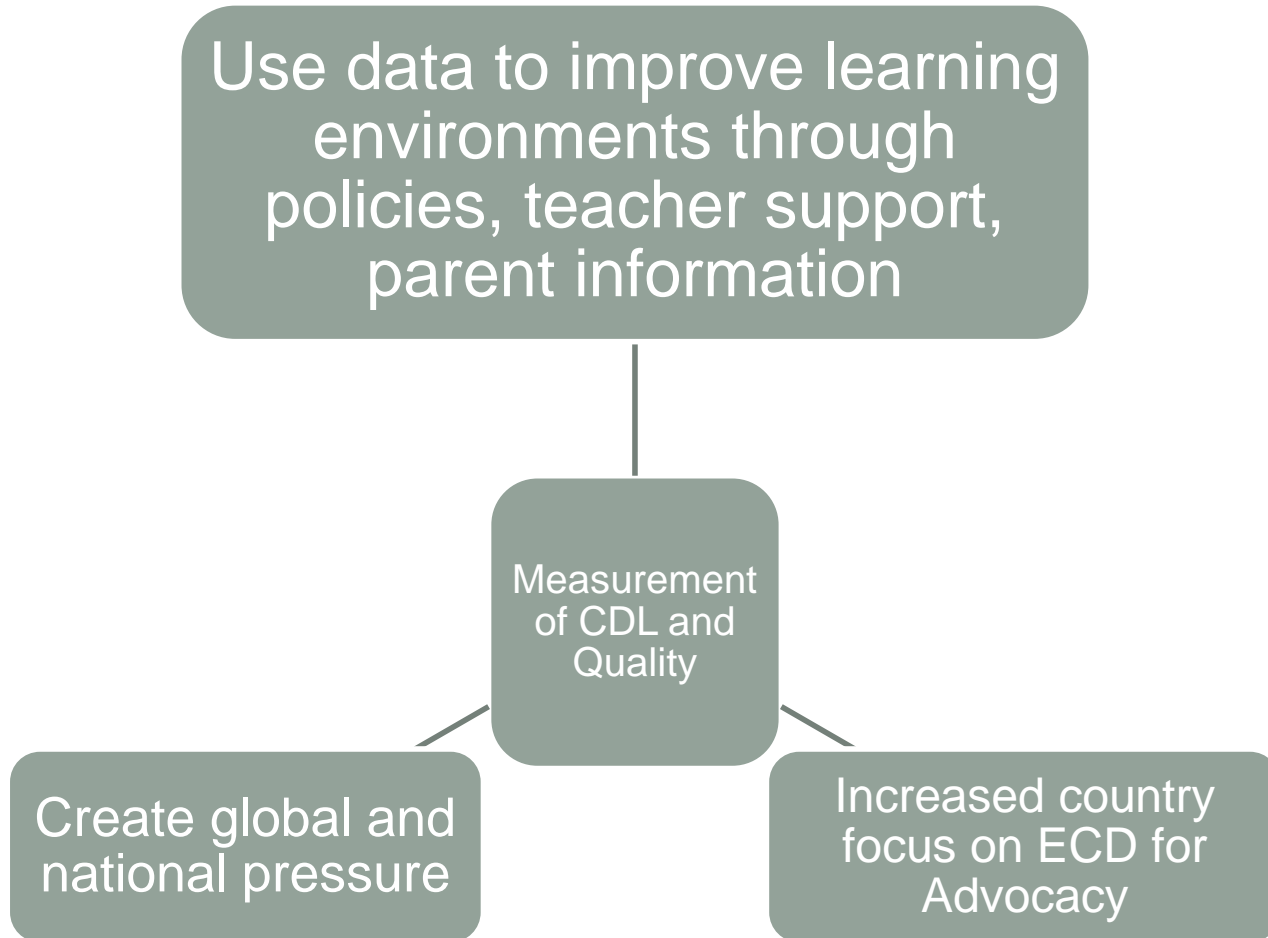 Use data to improve learning
environments through
policies, teacher support,
parent information
Measurement
of CDL and
Quality
Create global and
national pressure
Increased country
focus on ECD for
Advocacy